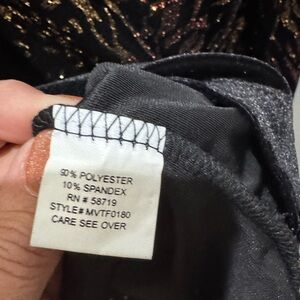 90% POLYESTER
10% SPANDEX
RN # 58719
STYLE# MVTF0180
CARE SEE OVER